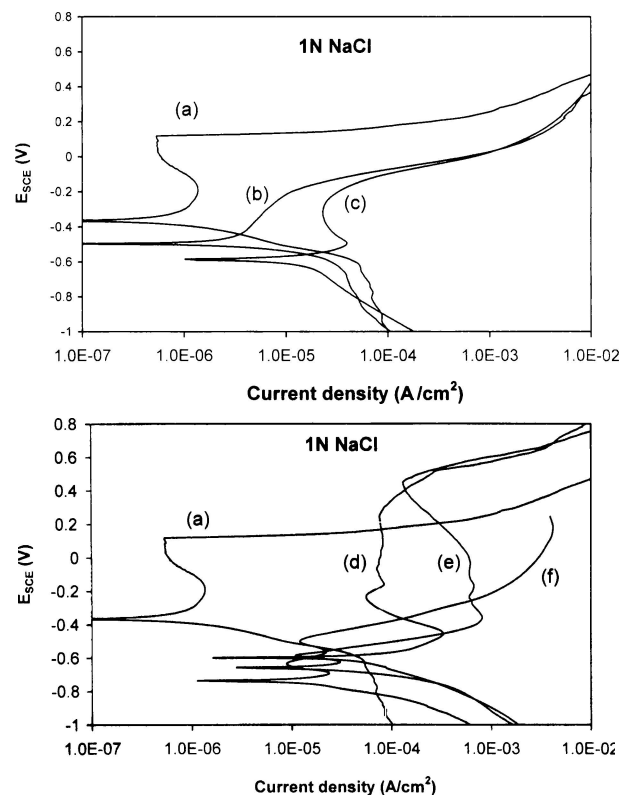 1N NaCl
0.8
0.4
0.2
0
-0.2
-0.4
-0.6
-0.8
-1
E_SCE (V)
(a)
(b)
(c)
1.0E-07 1.0E-06 1.0E-05 1.0E-04 1.0E-03 1.0E-02
Current density (A/cm²)
1N NaCl
0.8
0.6
0.4
0.2
0
-0.2
-0.4
-0.6
-0.8
-1
E_SCE (V)
(a)
(d)
(e)
(f)
1.0E-07 1.0E-06 1.0E-05 1.0E-04 1.0E-03 1.0E-02
Current density (A/cm²)